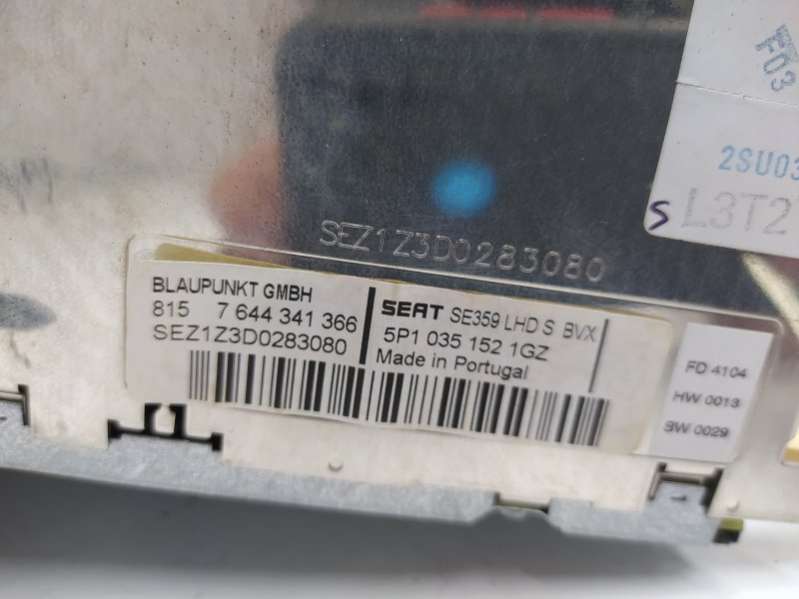 F03
2SU03
S L3T2
SEZ1Z3D0283080
BLAUPUNKT GMBH
815 7 644 341 366
SEZ1Z3D0283080
SEAT SE359 LHD S BVX
5P1 035 152 1GZ
Made in Portugal
FD 4104
HW 0013
SW 0029